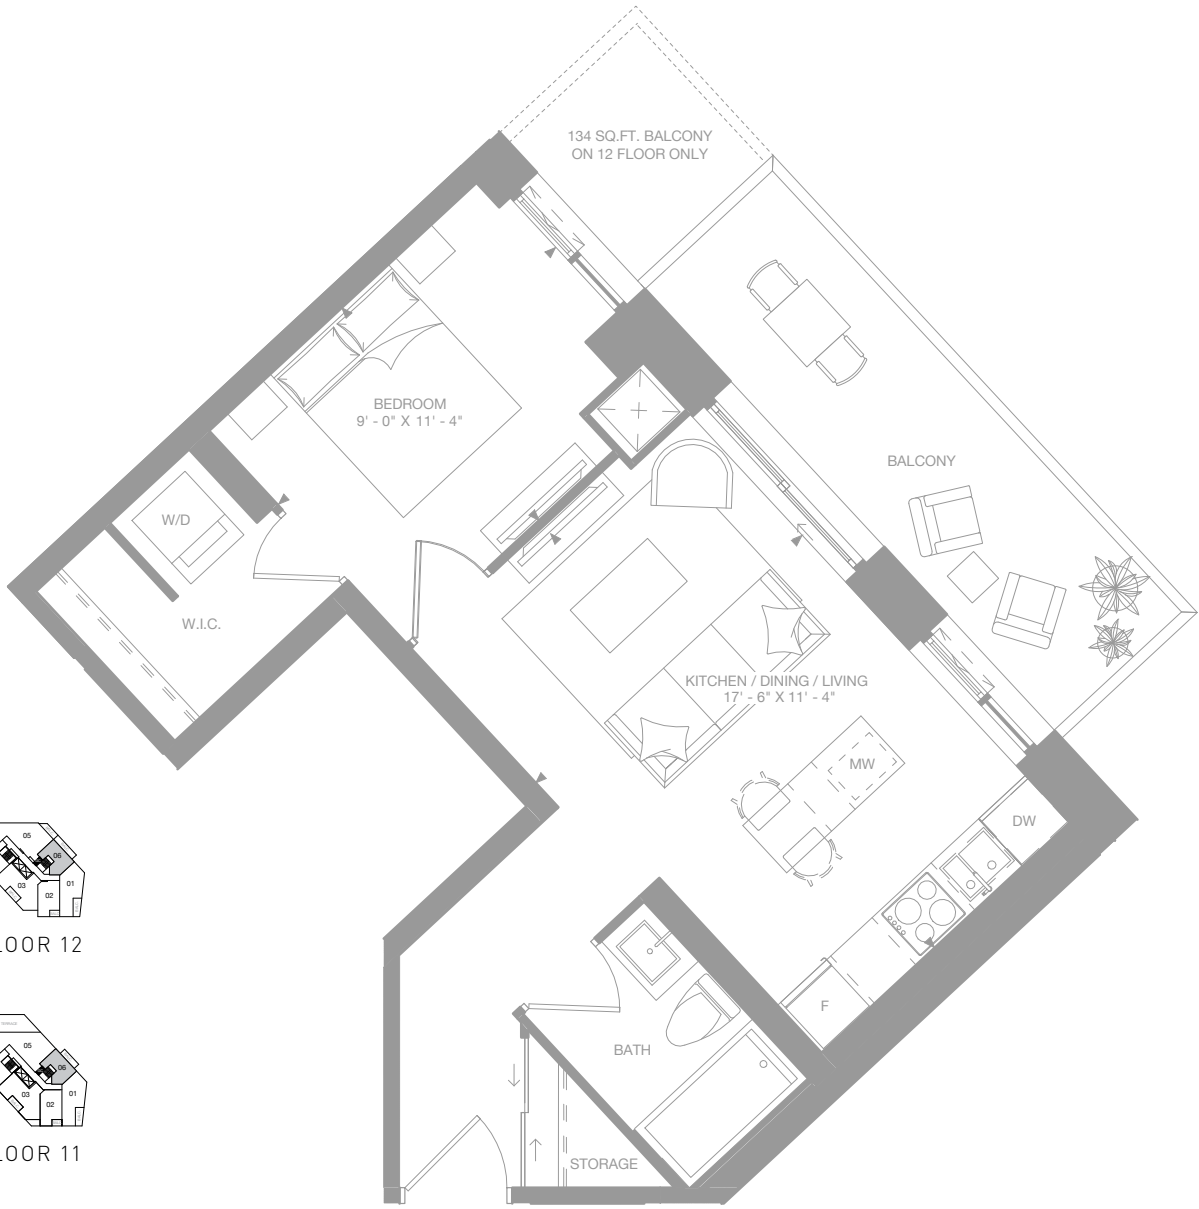 134 SQ.FT. BALCONY
ON 12 FLOOR ONLY
BEDROOM
9' - 0" X 11' - 4"
BALCONY
W/D
W.I.C.
KITCHEN / DINING / LIVING
17' - 6" X 11' - 4"
MW
DW
F
BATH
STORAGE
05
06
01
03
02
LOOR 12
TERRACE
05
06
01
03
02
LOOR 11